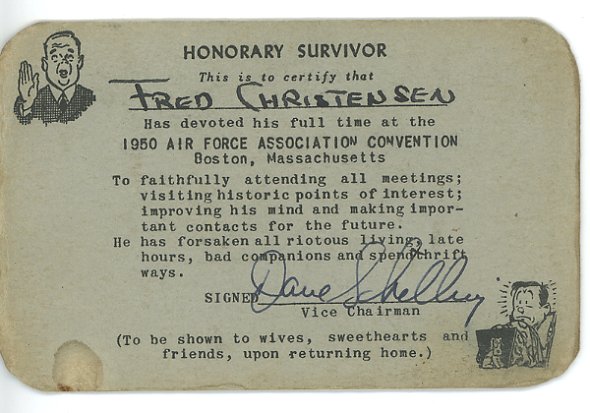 HONORARY SURVIVOR
This is to certify that
FRED CHRISTENSEN
Has devoted his full time at the
1950 AIR FORCE ASSOCIATION CONVENTION
Boston, Massachusetts
To faithfully attending all meetings;
visiting historic points of interest;
improving his mind and making impor-
tant contacts for the future.
He has forsaken all riotous living, late
hours, bad companions and spendthrift
ways.
SIGNED Dave Schelley
Vice Chairman
(To be shown to wives, sweethearts and
friends, upon returning home.)